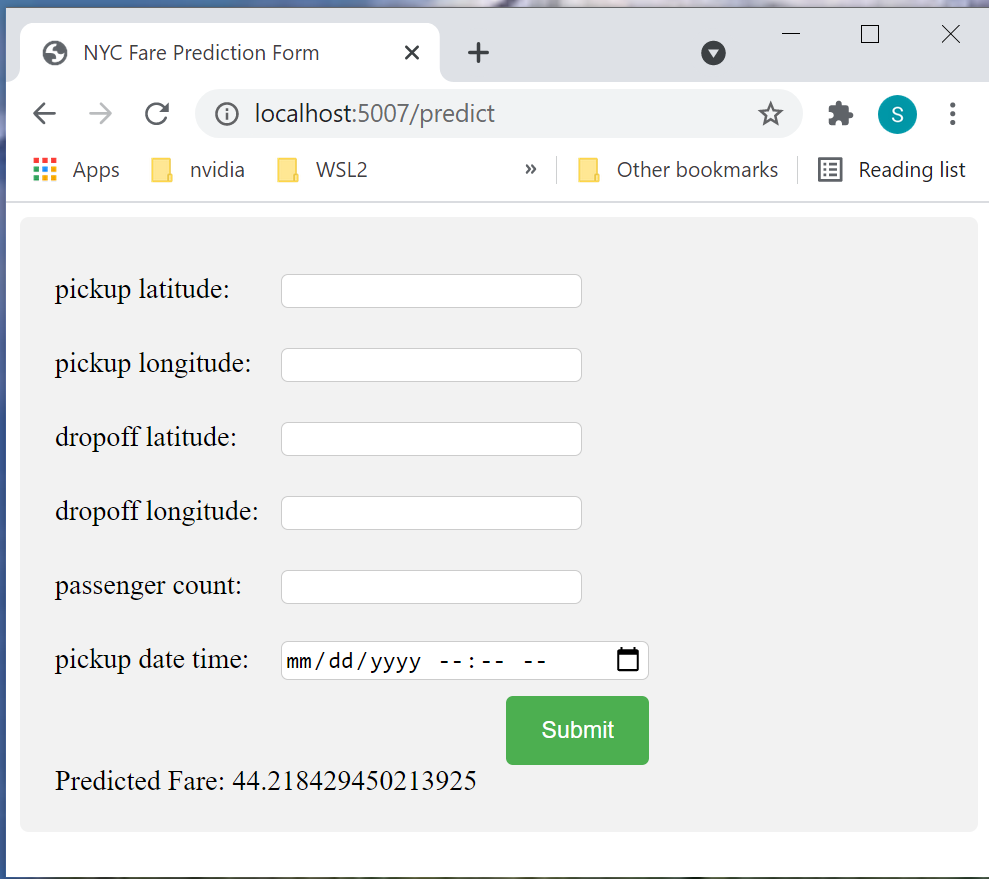 NYC Fare Prediction Form
localhost:5007/predict
S
Apps nvidia WSL2 » Other bookmarks Reading list
pickup latitude:
pickup longitude:
dropoff latitude:
dropoff longitude:
passenger count:
pickup date time: mm/dd/yyyy --:-- --
Submit
Predicted Fare: 44.218429450213925